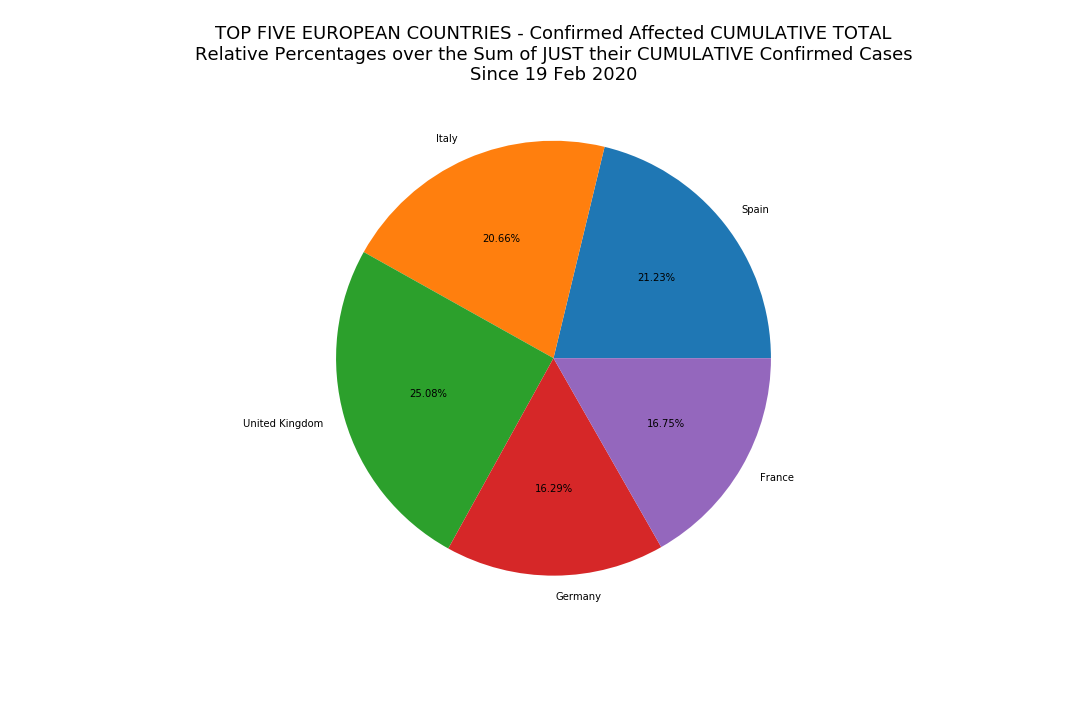 TOP FIVE EUROPEAN COUNTRIES - Confirmed Affected CUMULATIVE TOTAL
Relative Percentages over the Sum of JUST their CUMULATIVE Confirmed Cases
Since 19 Feb 2020
Italy
Spain
20.66%
21.23%
25.08%
16.75%
United Kingdom
France
16.29%
Germany